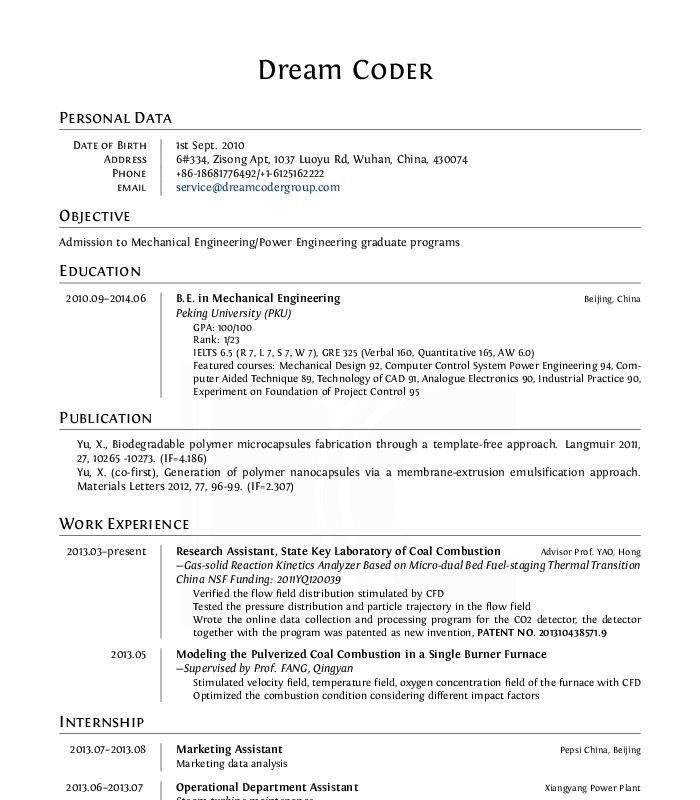 Dream CODER
PERSONAL DATA
DATE OF BIRTH 1st Sept. 2010
ADDRESS 6#334, Zisong Apt, 1037 Luoyu Rd, Wuhan, China, 430074
PHONE +86-18681776492/+1-6125162222
EMAIL service@dreamcodergroup.com
OBJECTIVE
Admission to Mechanical Engineering/Power Engineering graduate programs
EDUCATION
2010.09–2014.06 B.E. in Mechanical Engineering Beijing, China
Peking University (PKU)
GPA: 100/100
Rank: 1/23
IELTS 6.5 (R 7, L 7, S 7, W 7), GRE 325 (Verbal 160, Quantitative 165, AW 6.0)
Featured courses: Mechanical Design 92, Computer Control System Power Engineering 94, Com-
puter Aided Technique 89, Technology of CAD 91, Analogue Electronics 90, Industrial Practice 90,
Experiment on Foundation of Project Control 95
PUBLICATION
Yu, X., Biodegradable polymer microcapsules fabrication through a template-free approach. Langmuir 2011,
27, 10265 -10273. (IF=4.186)
Yu, X. (co-first), Generation of polymer nanocapsules via a membrane-extrusion emulsification approach.
Materials Letters 2012, 77, 96-99. (IF=2.307)
WORK EXPERIENCE
2013.03–present Research Assistant, State Key Laboratory of Coal Combustion Advisor Prof. YAO, Hong
—Gas-solid Reaction Kinetics Analyzer Based on Micro-dual Bed Fuel-staging Thermal Transition
China NSF Funding: 2011YQ120039
Verified the flow field distribution stimulated by CFD
Tested the pressure distribution and particle trajectory in the flow field
Wrote the online data collection and processing program for the CO2 detector, the detector
together with the program was patented as new invention, PATENT NO. 201310438571.9
2013.05 Modeling the Pulverized Coal Combustion in a Single Burner Furnace
—Supervised by Prof. FANG, Qingyan
Stimulated velocity field, temperature field, oxygen concentration field of the furnace with CFD
Optimized the combustion condition considering different impact factors
INTERNSHIP
2013.07–2013.08 Marketing Assistant Pepsi China, Beijing
Marketing data analysis
2013.06–2013.07 Operational Department Assistant Xiangyang Power Plant